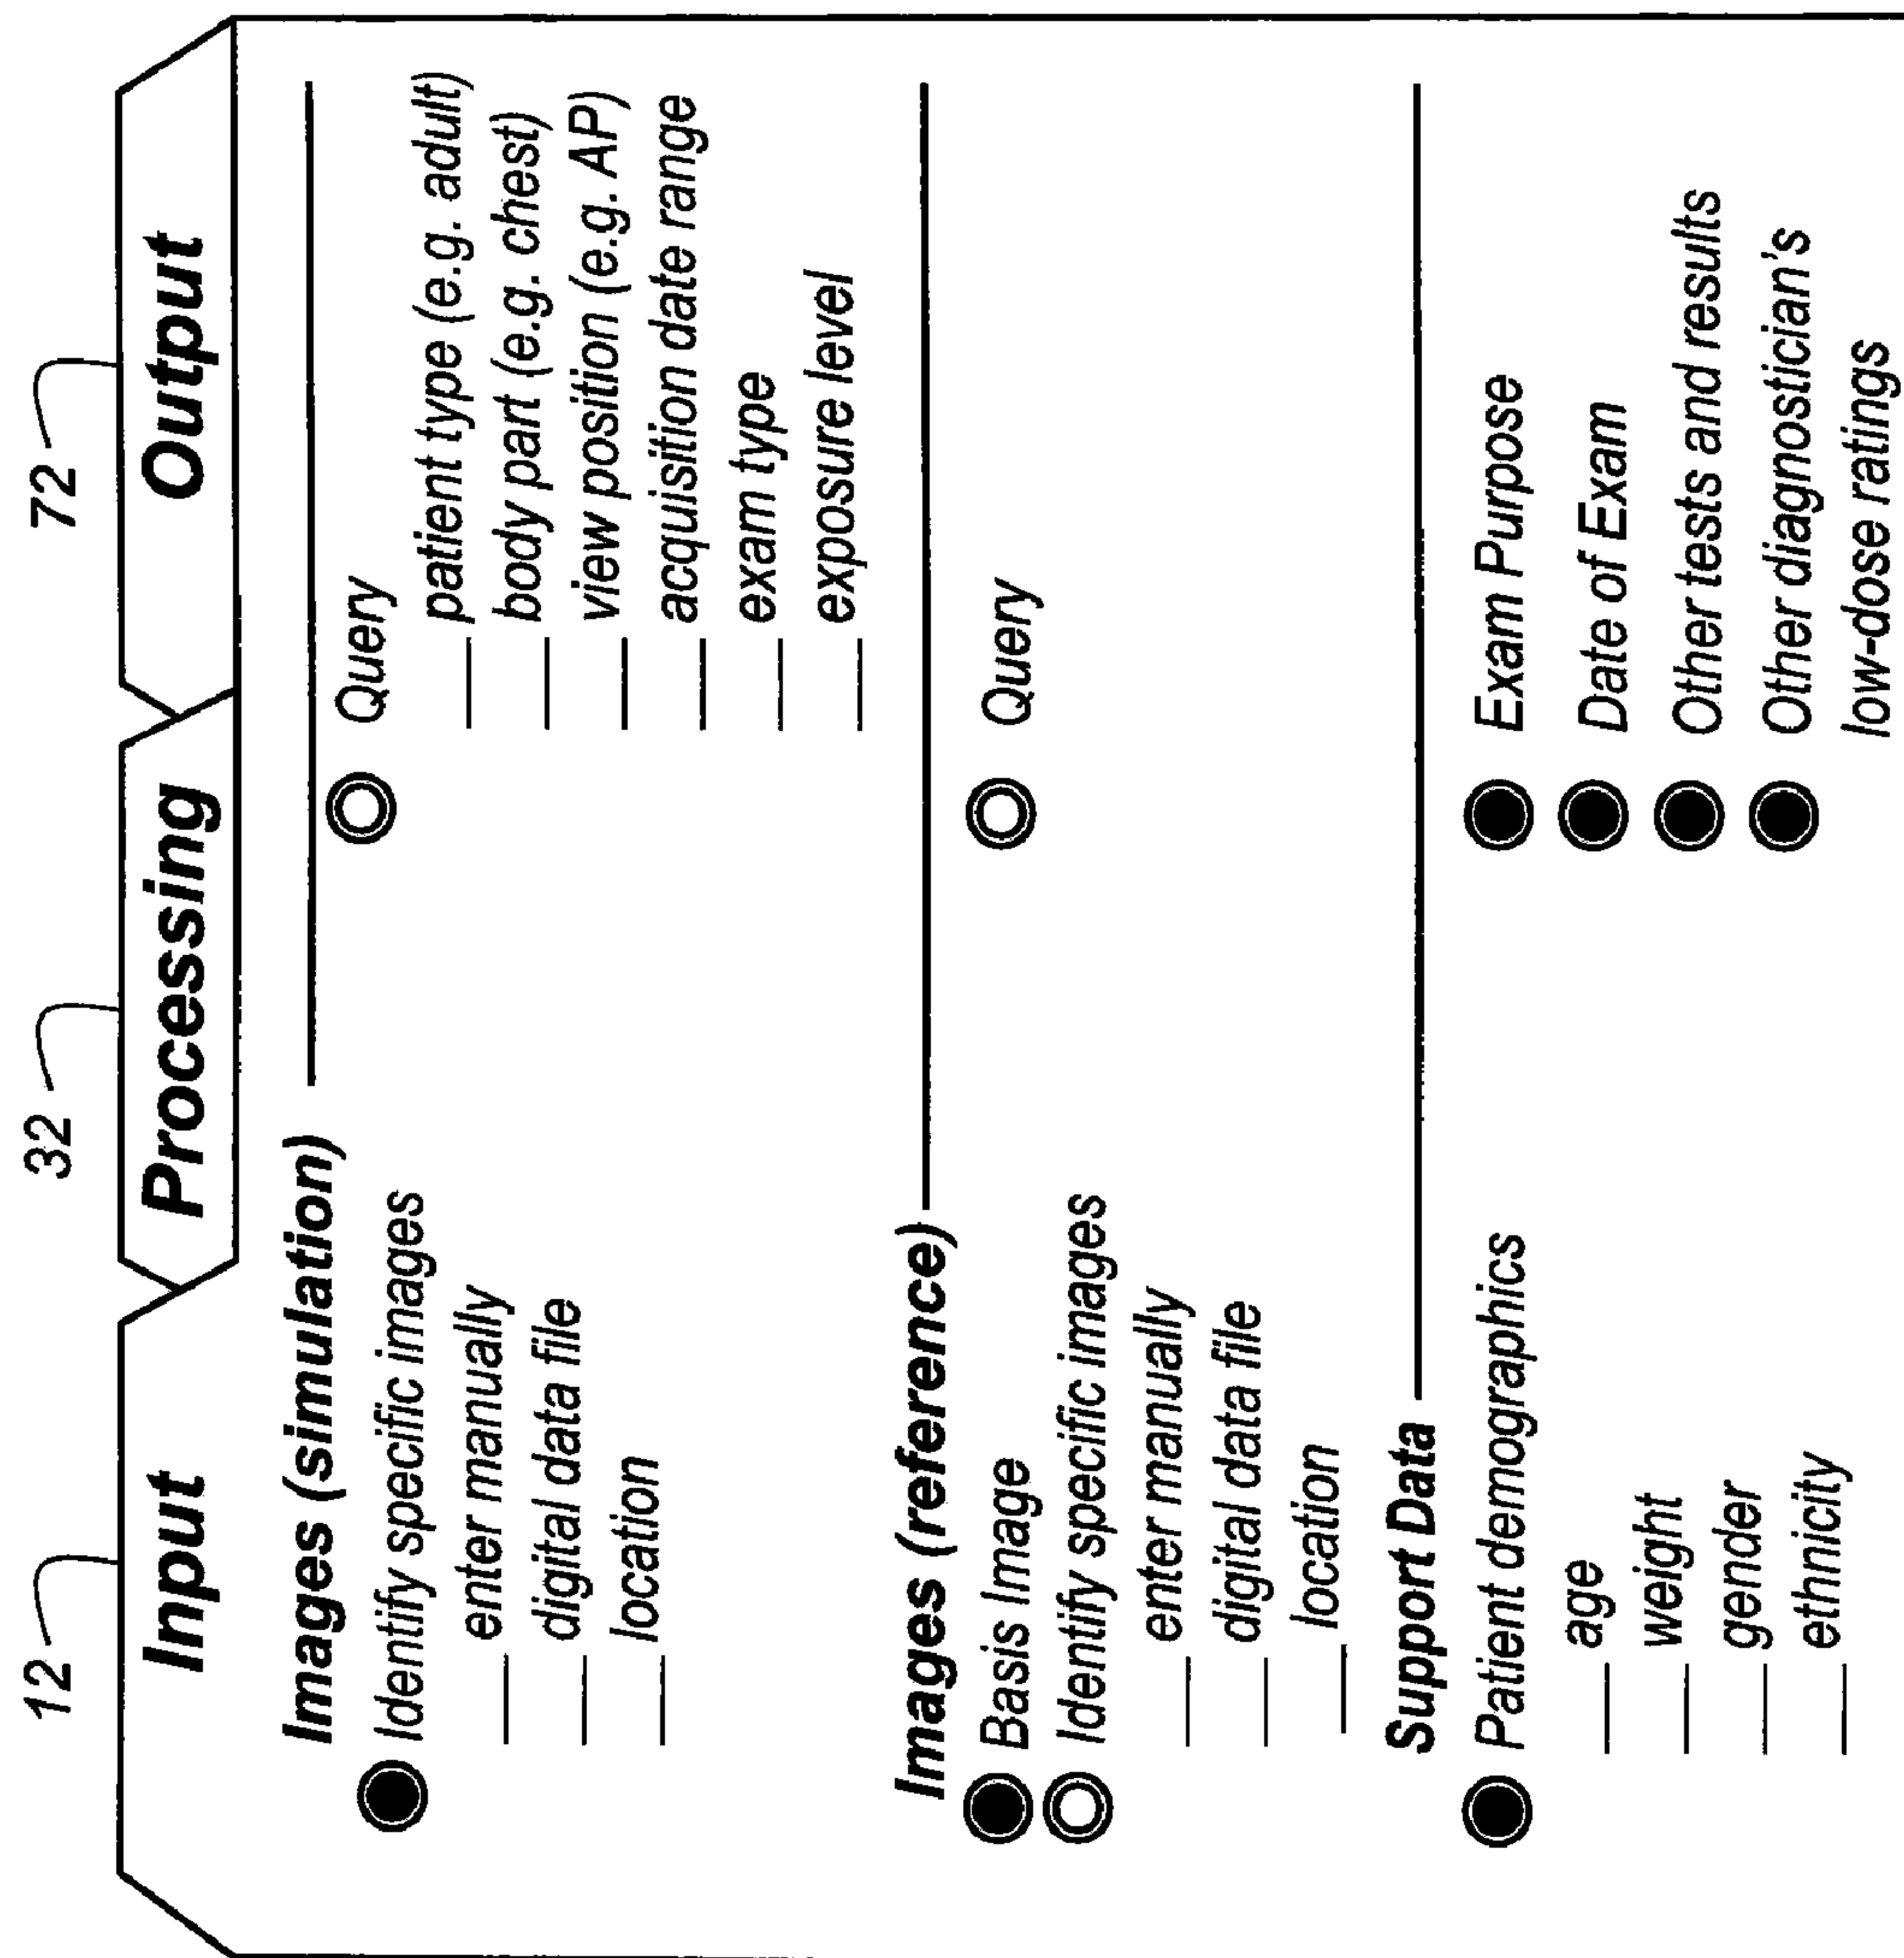 12
32
72
Input
Processing
Output
Images (simulation)
Identify specific images
enter manually
digital data file
location
Query
patient type (e.g. adult)
body part (e.g. chest)
view position (e.g. AP)
acquisition date range
exam type
exposure level
Images (reference)
Basis Image
Identify specific images
enter manually
digital data file
location
Query
Support Data
Patient demographics
age
weight
gender
ethnicity
Exam Purpose
Date of Exam
Other tests and results
Other diagnostician's
low-dose ratings